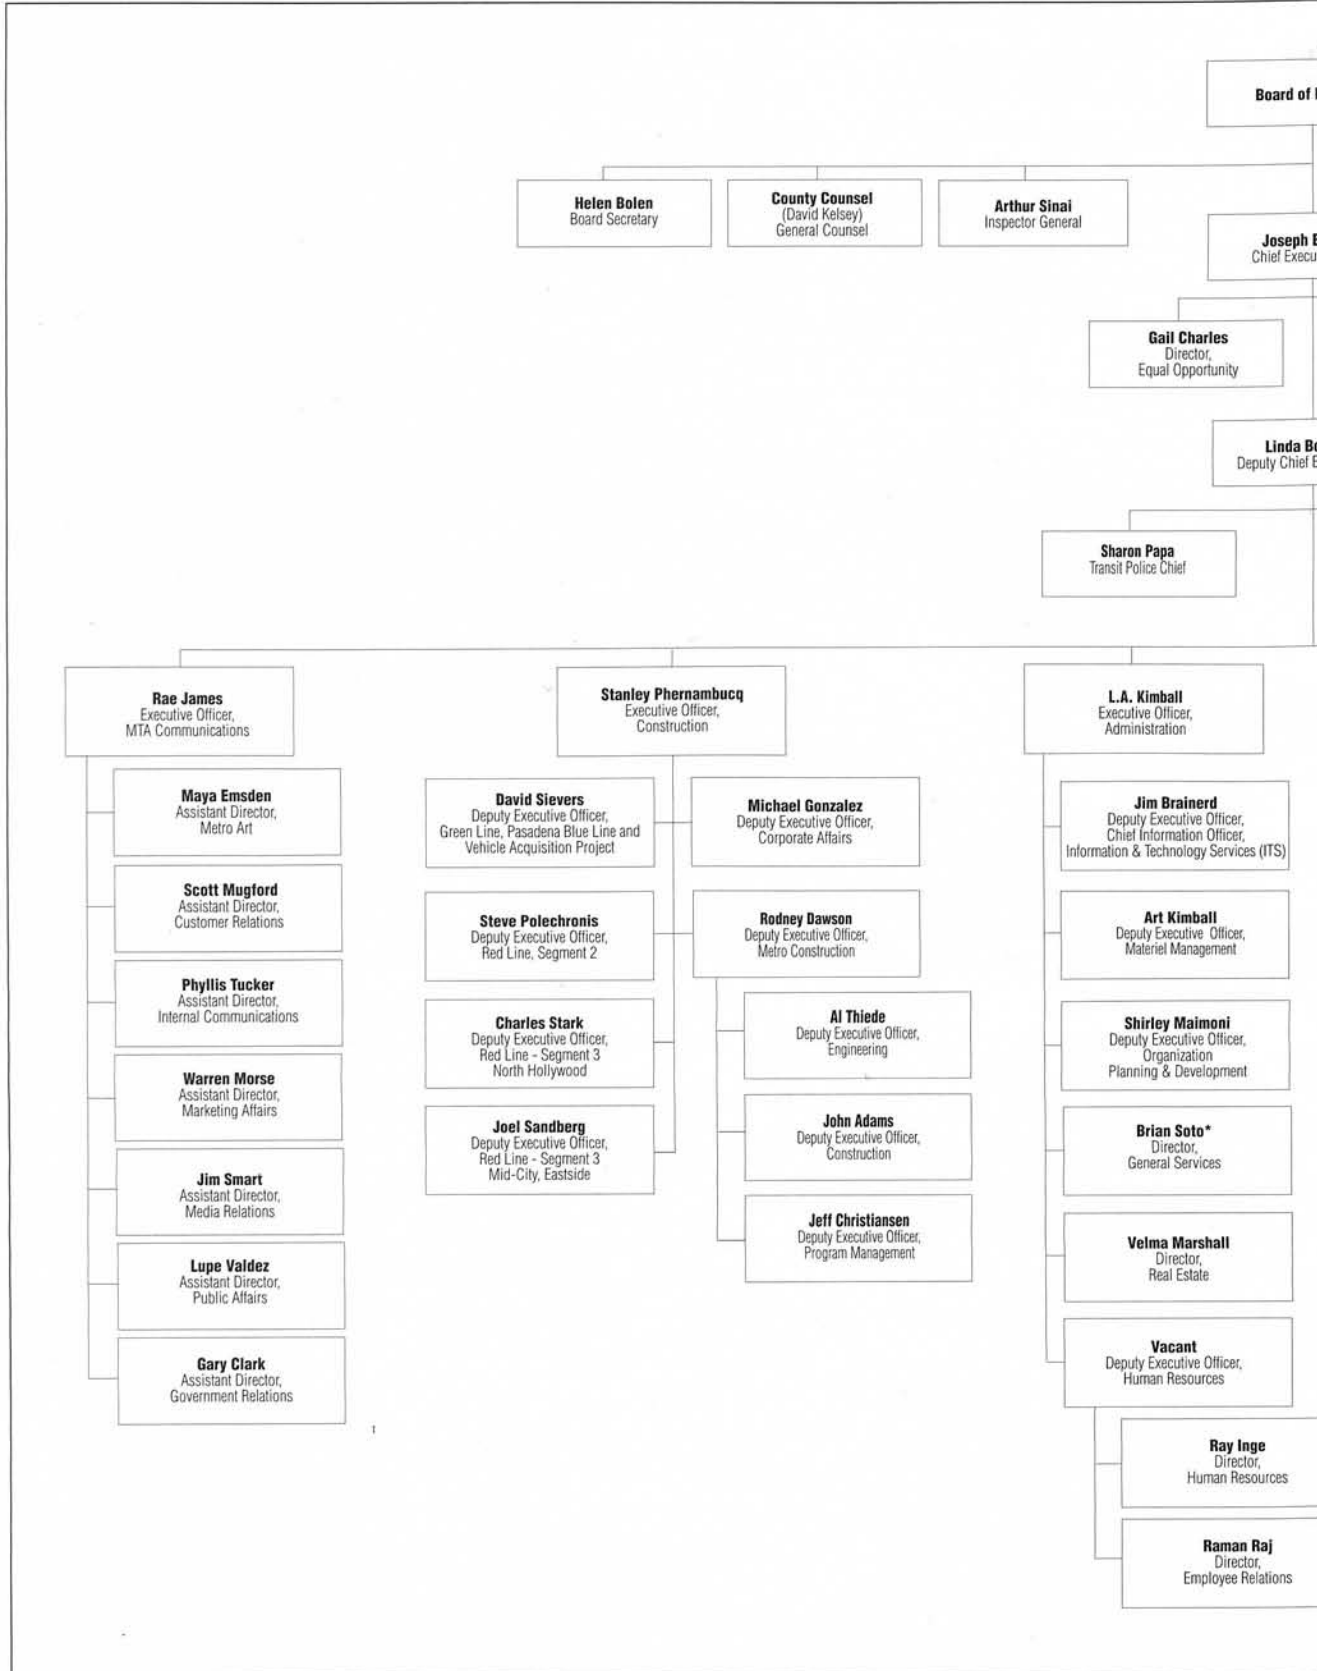 Board of
Helen Bolen
Board Secretary
County Counsel
(David Kelsey)
General Counsel
Arthur Sinai
Inspector General
Joseph
Chief
Gail Charles
Director,
Equal Opportunity
Linda
Deputy Chief
Sharon Papa
Transit Police Chief
Rae James
Executive Officer,
MTA Communications
Maya Emsden
Assistant Director,
Metro Art
Scott Mugford
Assistant Director,
Customer Relations
Phyllis Tucker
Assistant Director,
Internal Communications
Warren Morse
Assistant Director,
Marketing Affairs
Jim Smart
Assistant Director,
Media Relations
Lupe Valdez
Assistant Director,
Public Affairs
Gary Clark
Assistant Director,
Government Relations
Stanley Phernambucq
Executive Officer,
Construction
David Sievers
Deputy Executive Officer,
Green Line, Pasadena Blue Line and
Vehicle Acquisition Project
Steve Polechronis
Deputy Executive Officer,
Red Line, Segment 2
Charles Stark
Deputy Executive Officer,
Red Line - Segment 3
North Hollywood
Joel Sandberg
Deputy Executive Officer,
Red Line - Segment 3
Mid-City, Eastside
Michael Gonzalez
Deputy Executive Officer,
Corporate Affairs
Rodney Dawson
Deputy Executive Officer,
Metro Construction
Al Thiede
Deputy Executive Officer,
Engineering
John Adams
Deputy Executive Officer,
Construction
Jeff Christiansen
Deputy Executive Officer,
Program Management
L.A. Kimball
Executive Officer,
Administration
Jim Brainerd
Deputy Executive Officer,
Chief Information Officer,
Information & Technology Services (ITS)
Art Kimball
Deputy Executive Officer,
Materiel Management
Shirley Maimoni
Deputy Executive Officer,
Organization
Planning & Development
Brian Soto*
Director,
General Services
Velma Marshall
Director,
Real Estate
Vacant
Deputy Executive Officer,
Human Resources
Ray Inge
Director,
Human Resources
Raman Raj
Director,
Employee Relations